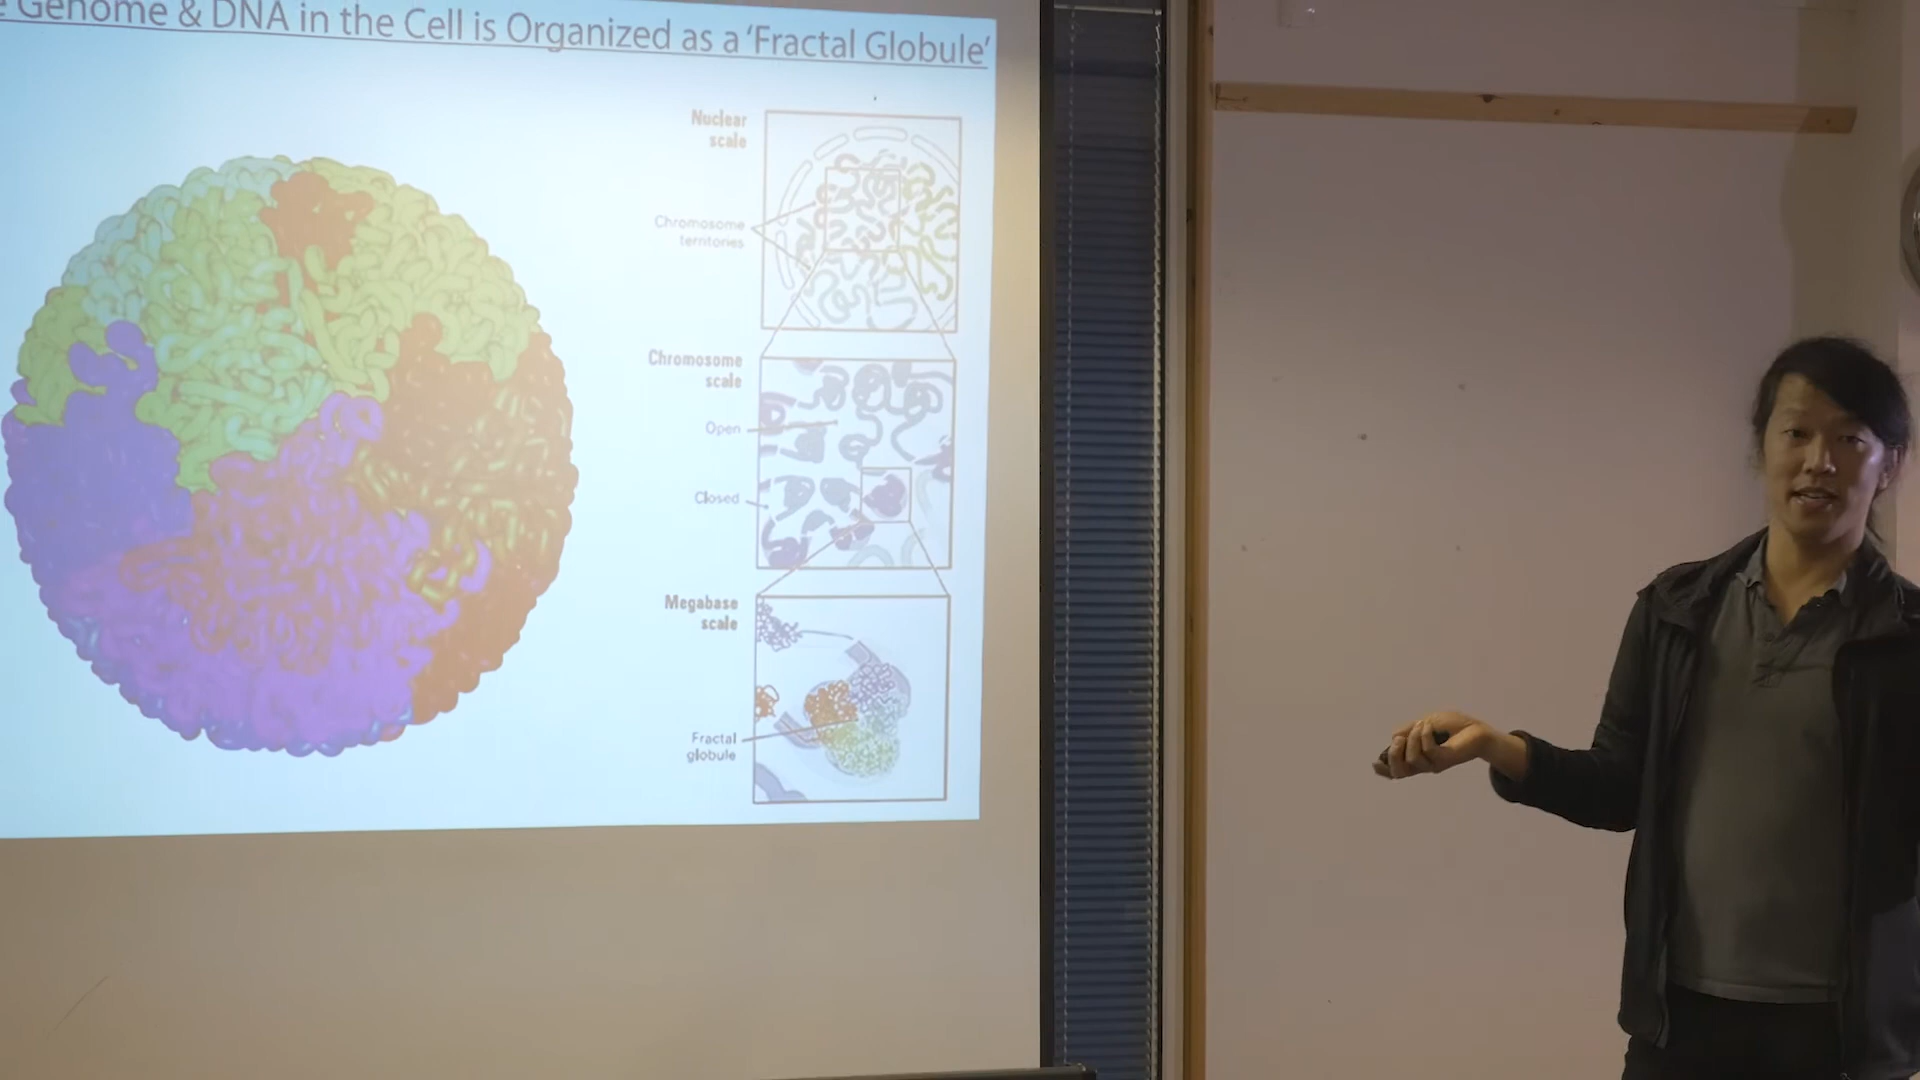 Genome & DNA in the Cell is Organized as a 'Fractal Globule'
Nuclear
scale
Chromosome
territories
Chromosome
scale
Open
Closed
Megabase
scale
Fractal
globule